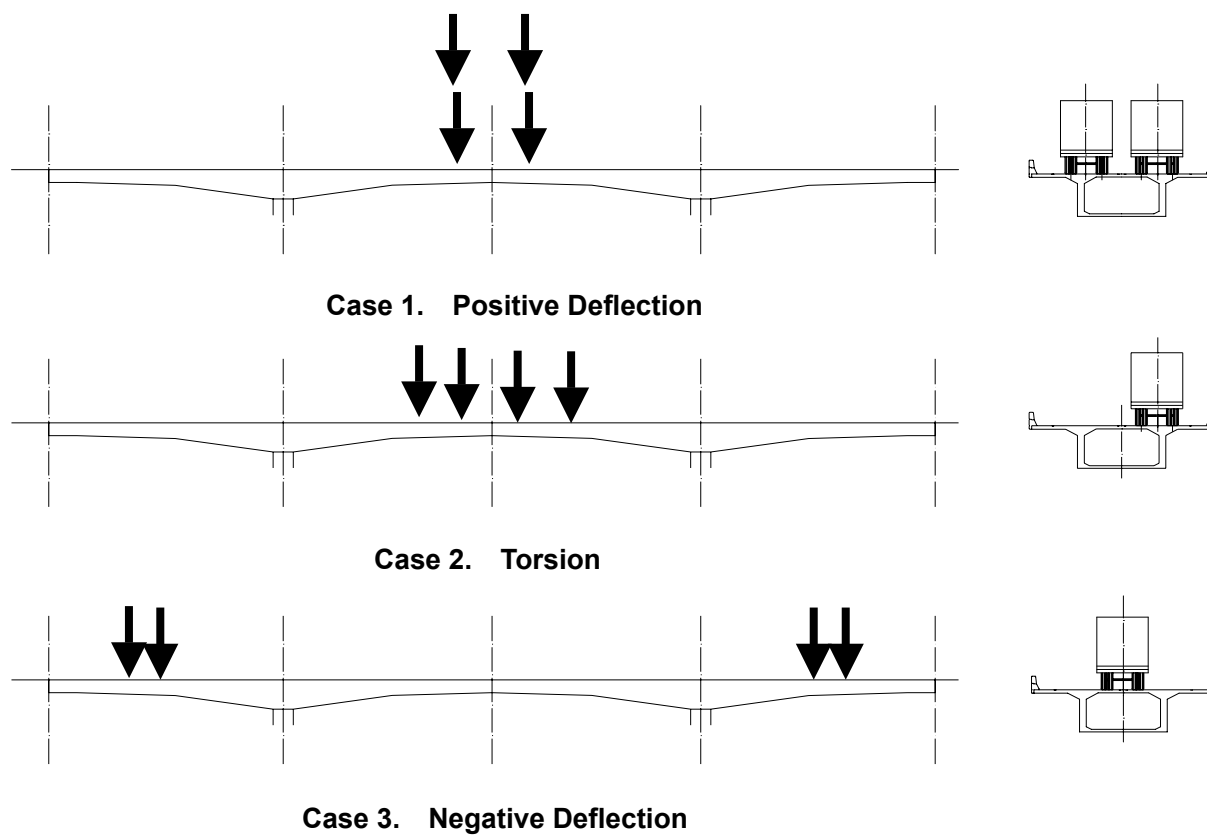 Case 1. Positive Deflection
Case 2. Torsion
Case 3. Negative Deflection